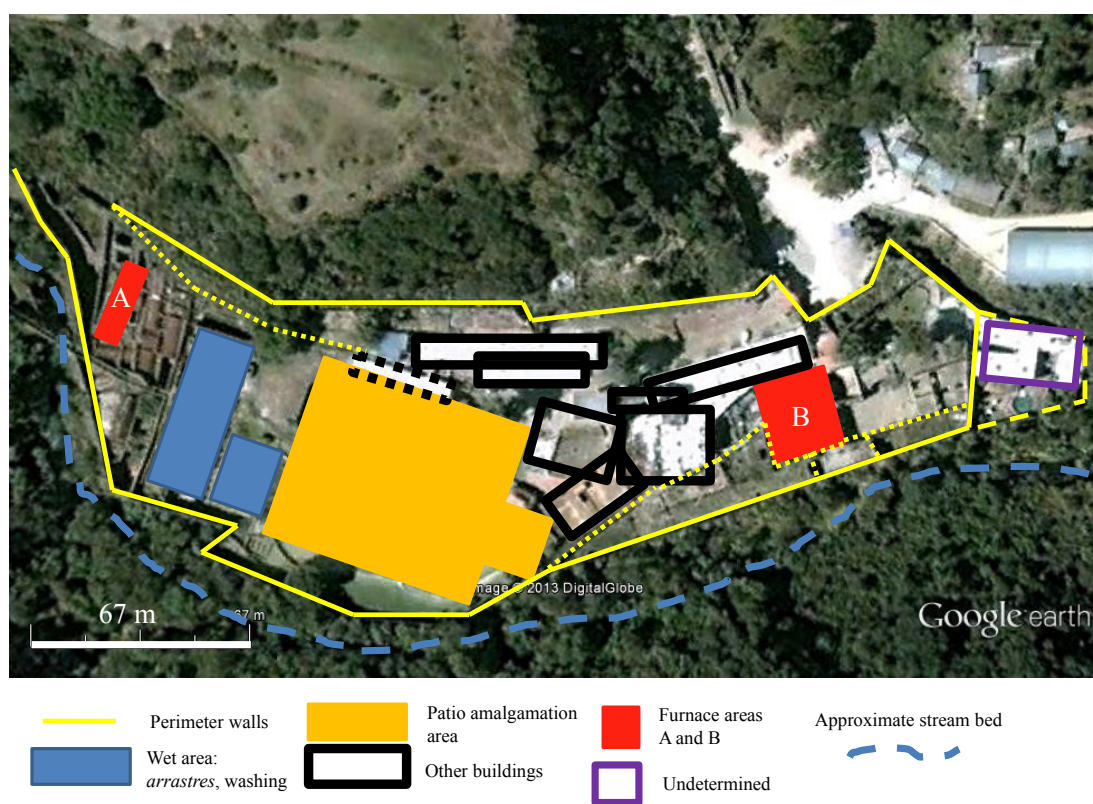 A
B
mage © 2013 DigitalGlobe
67 m
67 m
Google earth
Perimeter walls
Patio amalgamation
area
Furnace areas
A and B
Approximate stream bed
Wet area:
arrastres, washing
Other buildings
Undetermined